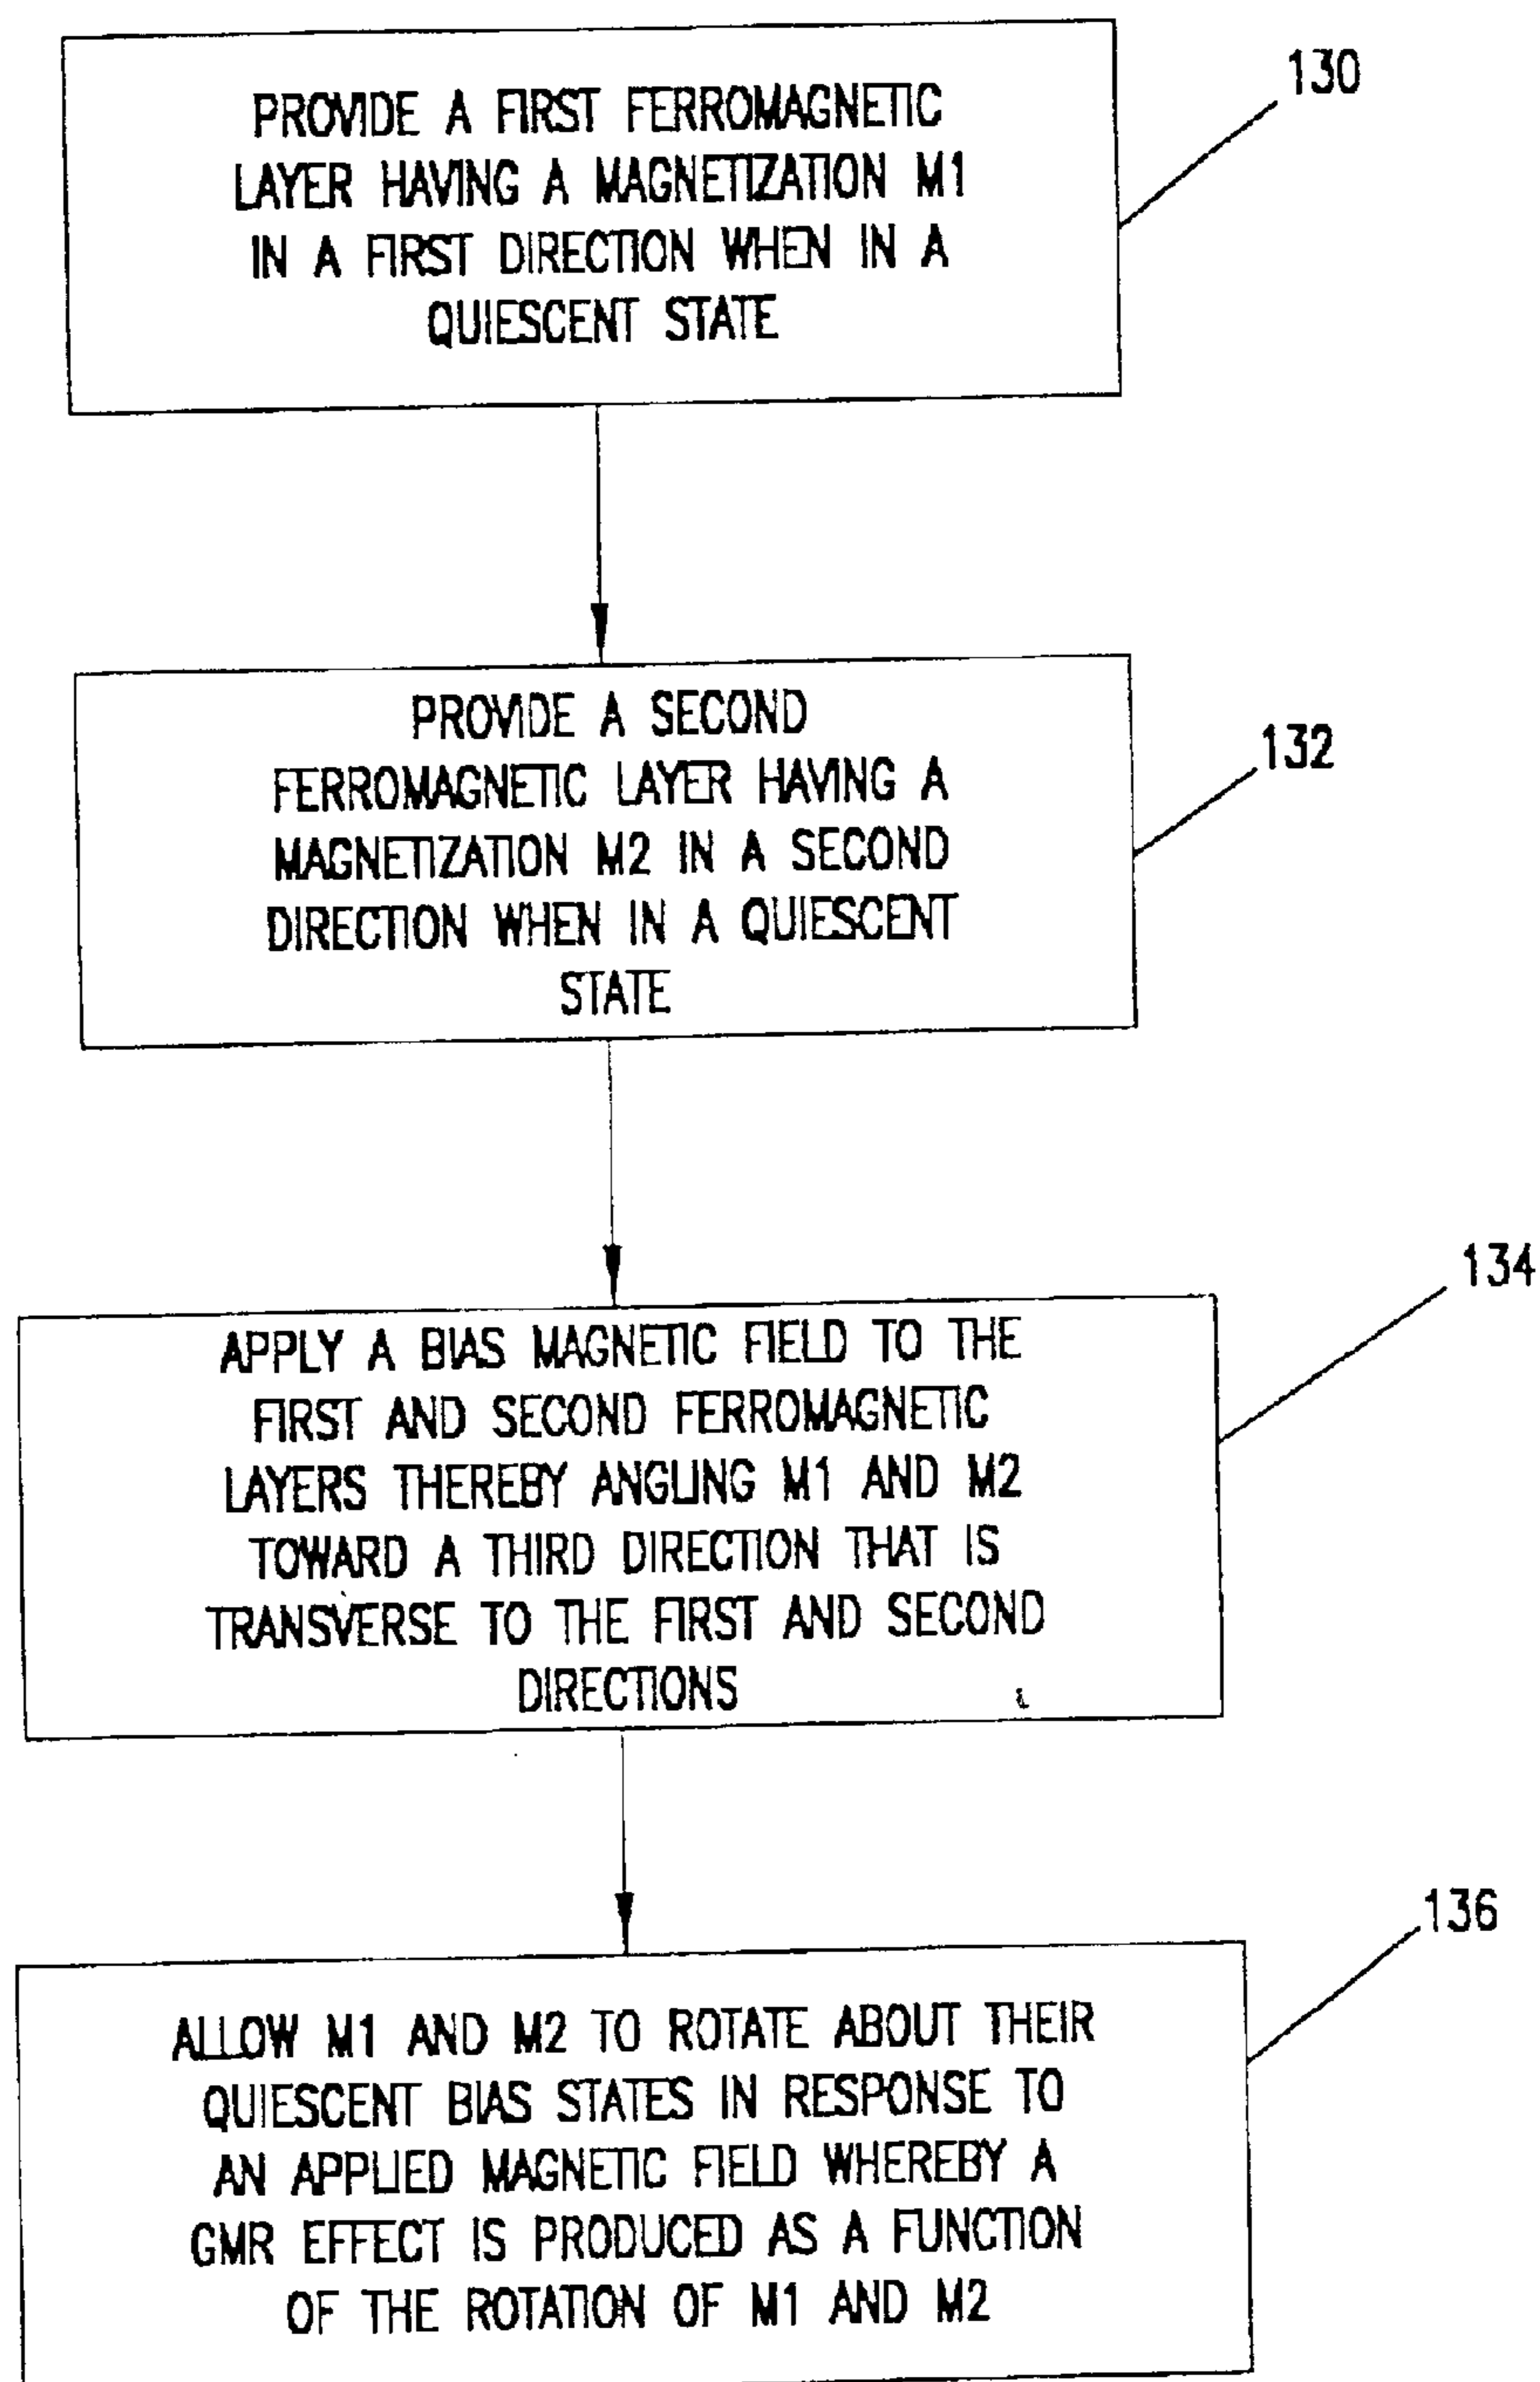 130
PROVIDE A FIRST FERROMAGNETIC
LAYER HAVING A MAGNETIZATION M1
IN A FIRST DIRECTION WHEN IN A
QUIESCENT STATE
132
PROVIDE A SECOND
FERROMAGNETIC LAYER HAVING A
MAGNETIZATION M2 IN A SECOND
DIRECTION WHEN IN A QUIESCENT
STATE
134
APPLY A BIAS MAGNETIC FIELD TO THE
FIRST AND SECOND FERROMAGNETIC
LAYERS THEREBY ANGLING M1 AND M2
TOWARD A THIRD DIRECTION THAT IS
TRANSVERSE TO THE FIRST AND SECOND
DIRECTIONS
136
ALLOW M1 AND M2 TO ROTATE ABOUT THEIR
QUIESCENT BIAS STATES IN RESPONSE TO
AN APPLIED MAGNETIC FIELD WHEREBY A
GMR EFFECT IS PRODUCED AS A FUNCTION
OF THE ROTATION OF M1 AND M2